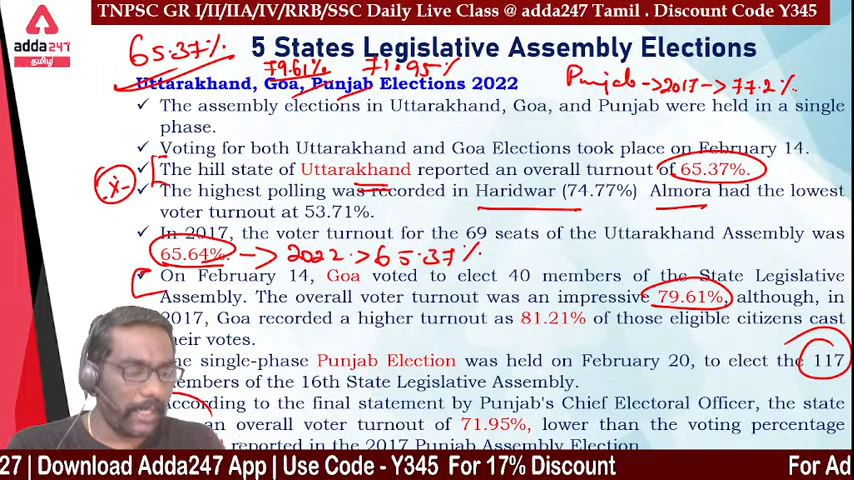 TNPSC GR I/II/IIA/IV/RRB/SSC Daily Live Class @ adda247 Tamil . Discount Code Y345
adda247
தமிழ்
65.37%
5 States Legislative Assembly Elections
79.61% 71.95%
Uttarakhand, Goa, Punjab Elections 2022
Punjab -> 2017 -> 77.2%
✓ The assembly elections in Uttarakhand, Goa, and Punjab were held in a single
phase.
✓ Voting for both Uttarakhand and Goa Elections took place on February 14.
✓ The hill state of Uttarakhand reported an overall turnout of 65.37%.
✓ The highest polling was recorded in Haridwar (74.77%) Almora had the lowest
voter turnout at 53.71%.
✓ In 2017, the voter turnout for the 69 seats of the Uttarakhand Assembly was
65.64%. -> 2022 -> 65.37%
✓ On February 14, Goa voted to elect 40 members of the State Legislative
Assembly. The overall voter turnout was an impressive 79.61%, although, in
2017, Goa recorded a higher turnout as 81.21% of those eligible citizens cast
their votes.
single-phase Punjab Election was held on February 20, to elect the 117
members of the 16th State Legislative Assembly.
According to the final statement by Punjab's Chief Electoral Officer, the state
an overall voter turnout of 71.95%, lower than the voting percentage
reported in the 2017 Punjab Assembly Election
27 | Download Adda247 App | Use Code - Y345 For 17% Discount For Ad